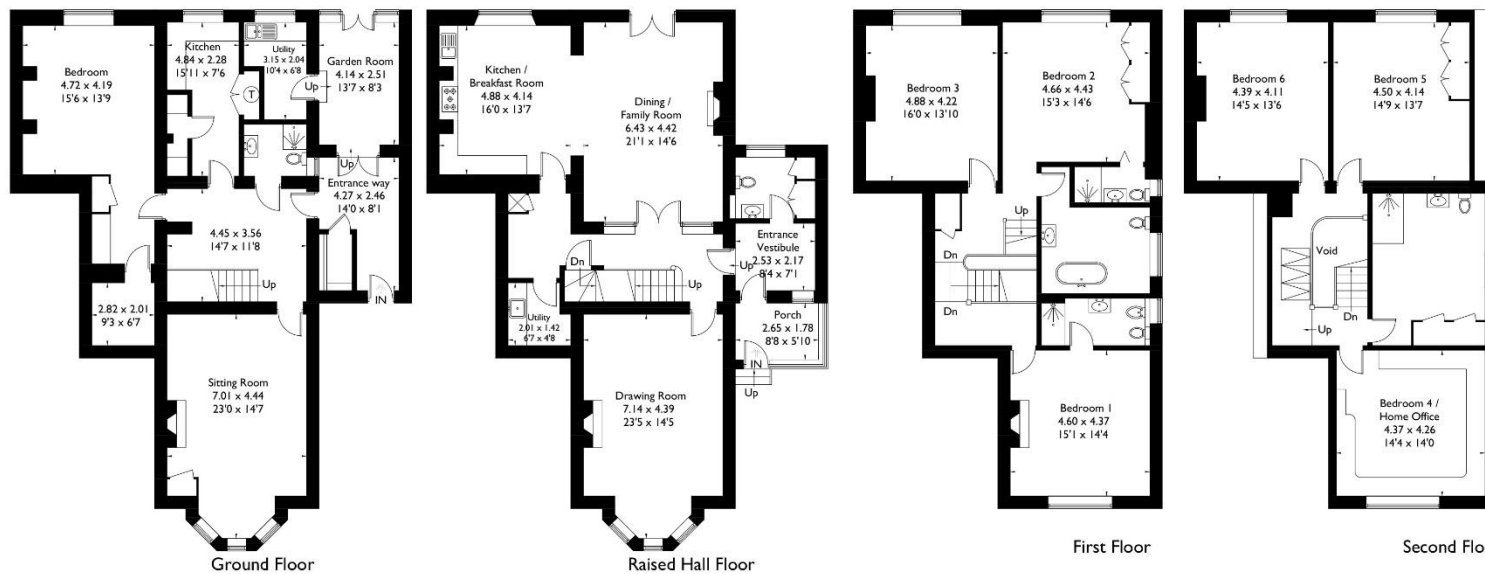 Bedroom
4.72 x 4.19
15'6 x 13'9
Kitchen
4.84 x 2.28
15'11 x 7'6
T
Utility
3.15 x 2.04
10'4 x 6'8
Up
Garden Room
4.14 x 2.51
13'7 x 8'3
Up
Entrance way
4.27 x 2.46
14'0 x 8'1
4.45 x 3.56
14'7 x 11'8
Up
IN
2.82 x 2.01
9'3 x 6'7
Sitting Room
7.01 x 4.44
23'0 x 14'7
Ground Floor
Kitchen /
Breakfast Room
4.88 x 4.14
16'0 x 13'7
Dining /
Family Room
6.43 x 4.42
21'1 x 14'6
Entrance
Vestibule
2.53 x 2.17
8'4 x 7'1
Up
Dn
Up
Utility
2.01 x 1.42
6'7 x 4'8
Porch
2.65 x 1.78
8'8 x 5'10
IN
Up
Drawing Room
7.14 x 4.39
23'5 x 14'5
Raised Hall Floor
Bedroom 3
4.88 x 4.22
16'0 x 13'10
Bedroom 2
4.66 x 4.43
15'3 x 14'6
Up
Dn
Dn
Bedroom 1
4.60 x 4.37
15'1 x 14'4
First Floor
Bedroom 6
4.39 x 4.11
14'5 x 13'6
Bedroom 5
4.50 x 4.14
14'9 x 13'7
Void
Dn
Up
Bedroom 4 /
Home Office
4.37 x 4.26
14'4 x 14'0
Second Flo